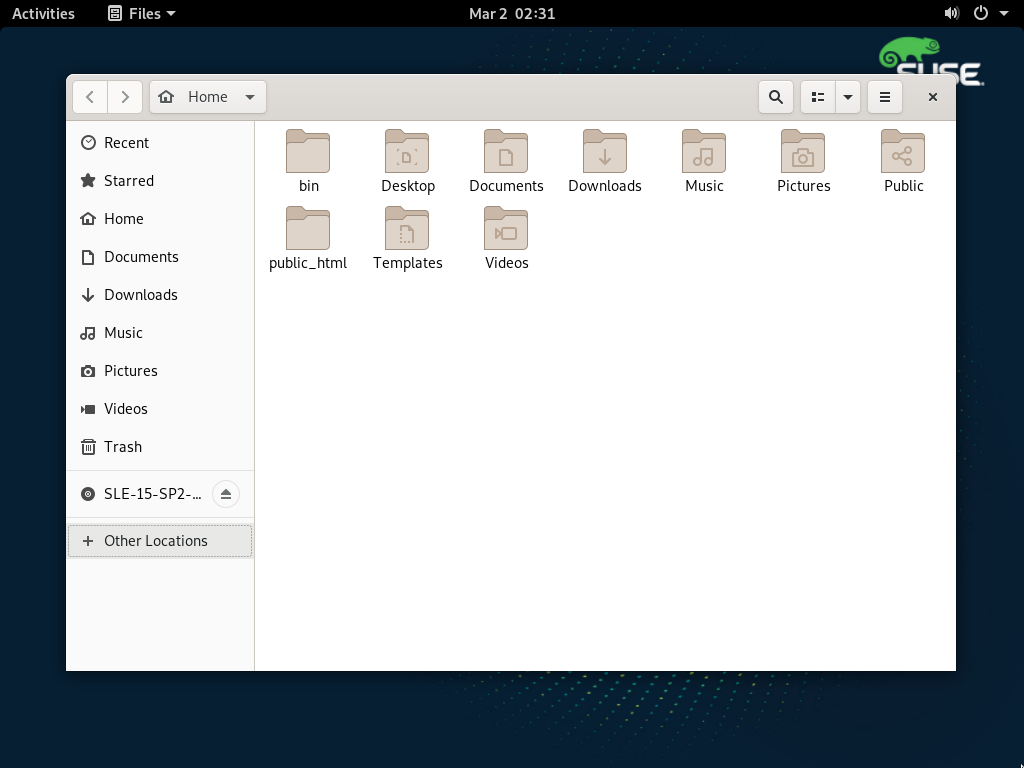 Activities Files Mar 2 02:31
SUSE
Home
Recent
Starred
Home
Documents
Downloads
Music
Pictures
Videos
Trash
SLE-15-SP2-...
Other Locations
bin Desktop Documents Downloads Music Pictures Public
public_html Templates Videos